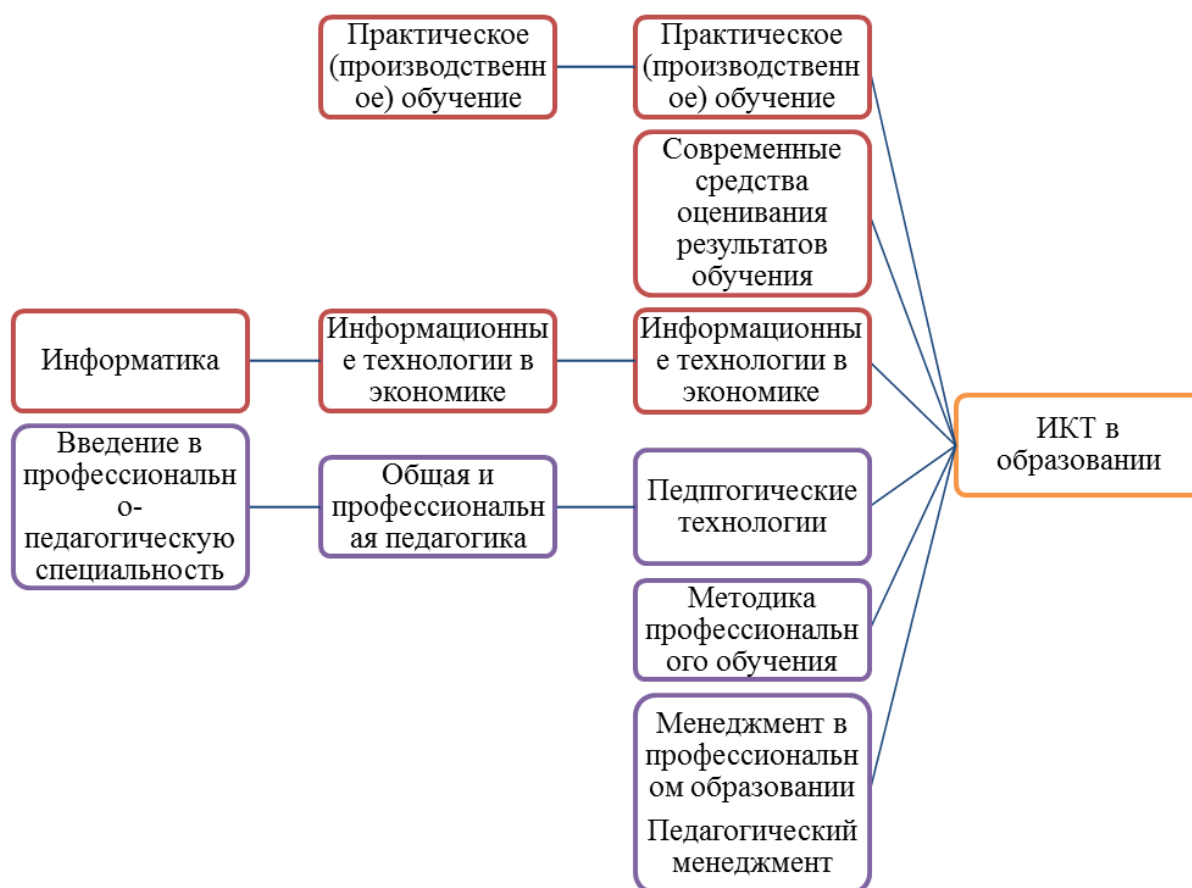 Практическое
(производственн
ое) обучение
Практическое
(производственн
ое) обучение
Современные
средства
оценивания
результатов
обучения
Информатика
Информационны
е технологии в
экономике
Информационны
е технологии в
экономике
ИКТ в
образовании
Введение в
профессиональн
о-
педагогическую
специальность
Общая и
профессиональн
ая педагогика
Педпгогические
технологии
Методика
профессиональн
ого обучения
Менеджмент в
профессиональн
ом образовании
Педагогический
менеджмент